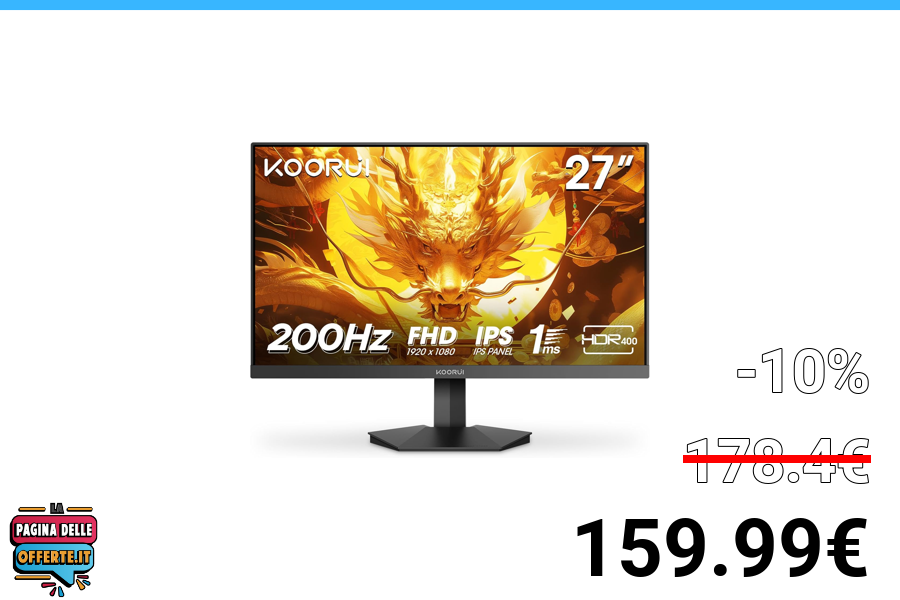 KOORUI
27"
200Hz
FHD
1920 x 1080
IPS
IPS PANEL
1ms
HDR400
KOORUI
-10%
178.4€
159.99€
LA
PAGINA DELLE
OFFERTE.IT